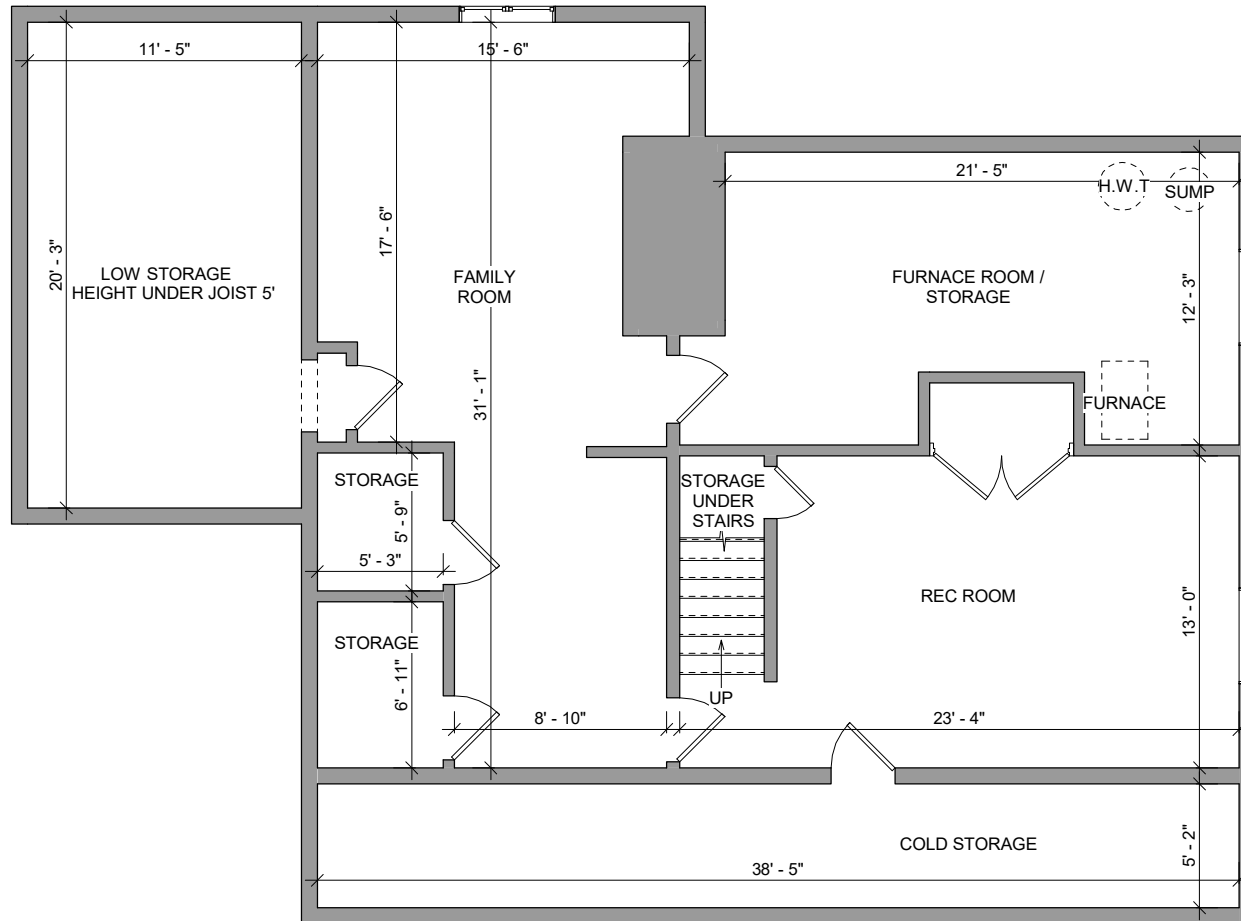 11' - 5"
15' - 6"
21' - 5"
H.W.T
SUMP
20' - 3"
17' - 6"
31' - 1"
12' - 3"
LOW STORAGE
HEIGHT UNDER JOIST 5'
FAMILY
ROOM
FURNACE ROOM /
STORAGE
FURNACE
STORAGE
5' - 9"
5' - 3"
STORAGE
UNDER
STAIRS
REC ROOM
13' - 0"
STORAGE
6' - 11"
UP
8' - 10"
23' - 4"
COLD STORAGE
5' - 2"
38' - 5"